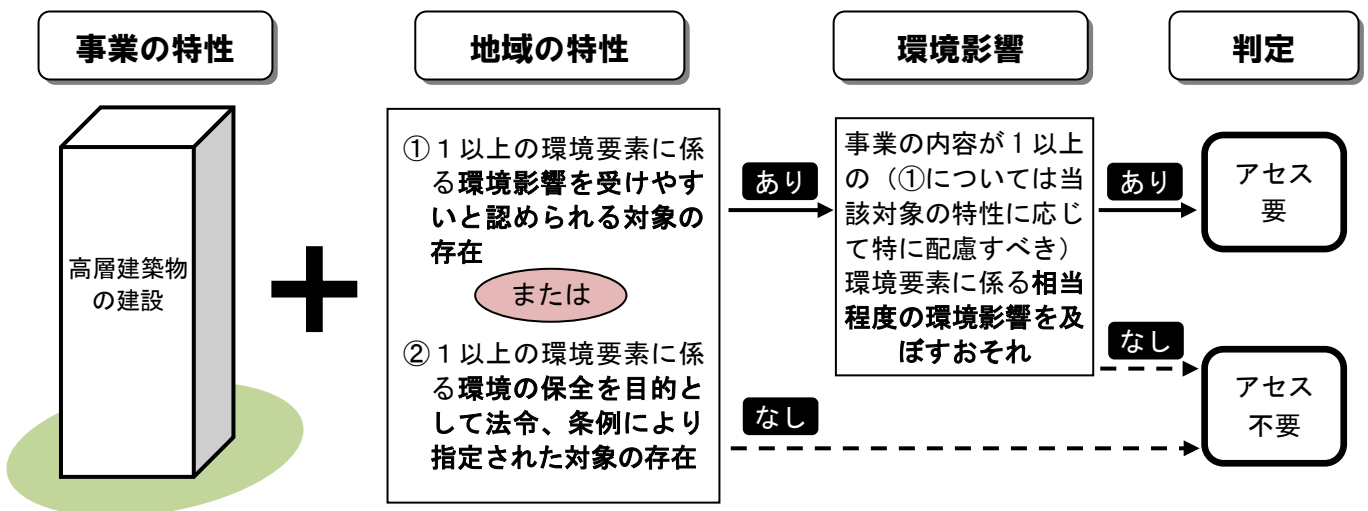 事業の特性
地域の特性
環境影響
判定
高層建築物
の建設
①１以上の環境要素に係
る環境影響を受けやす
いと認められる対象の
存在
または
②１以上の環境要素に係
る環境の保全を目的と
して法令、条例により
指定された対象の存在
あり
なし
事業の内容が１以上
の（①については当
該対象の特性に応じ
て特に配慮すべき）
環境要素に係る相当
程度の環境影響を及
ぼすおそれ
あり
なし
アセス
要
アセス
不要